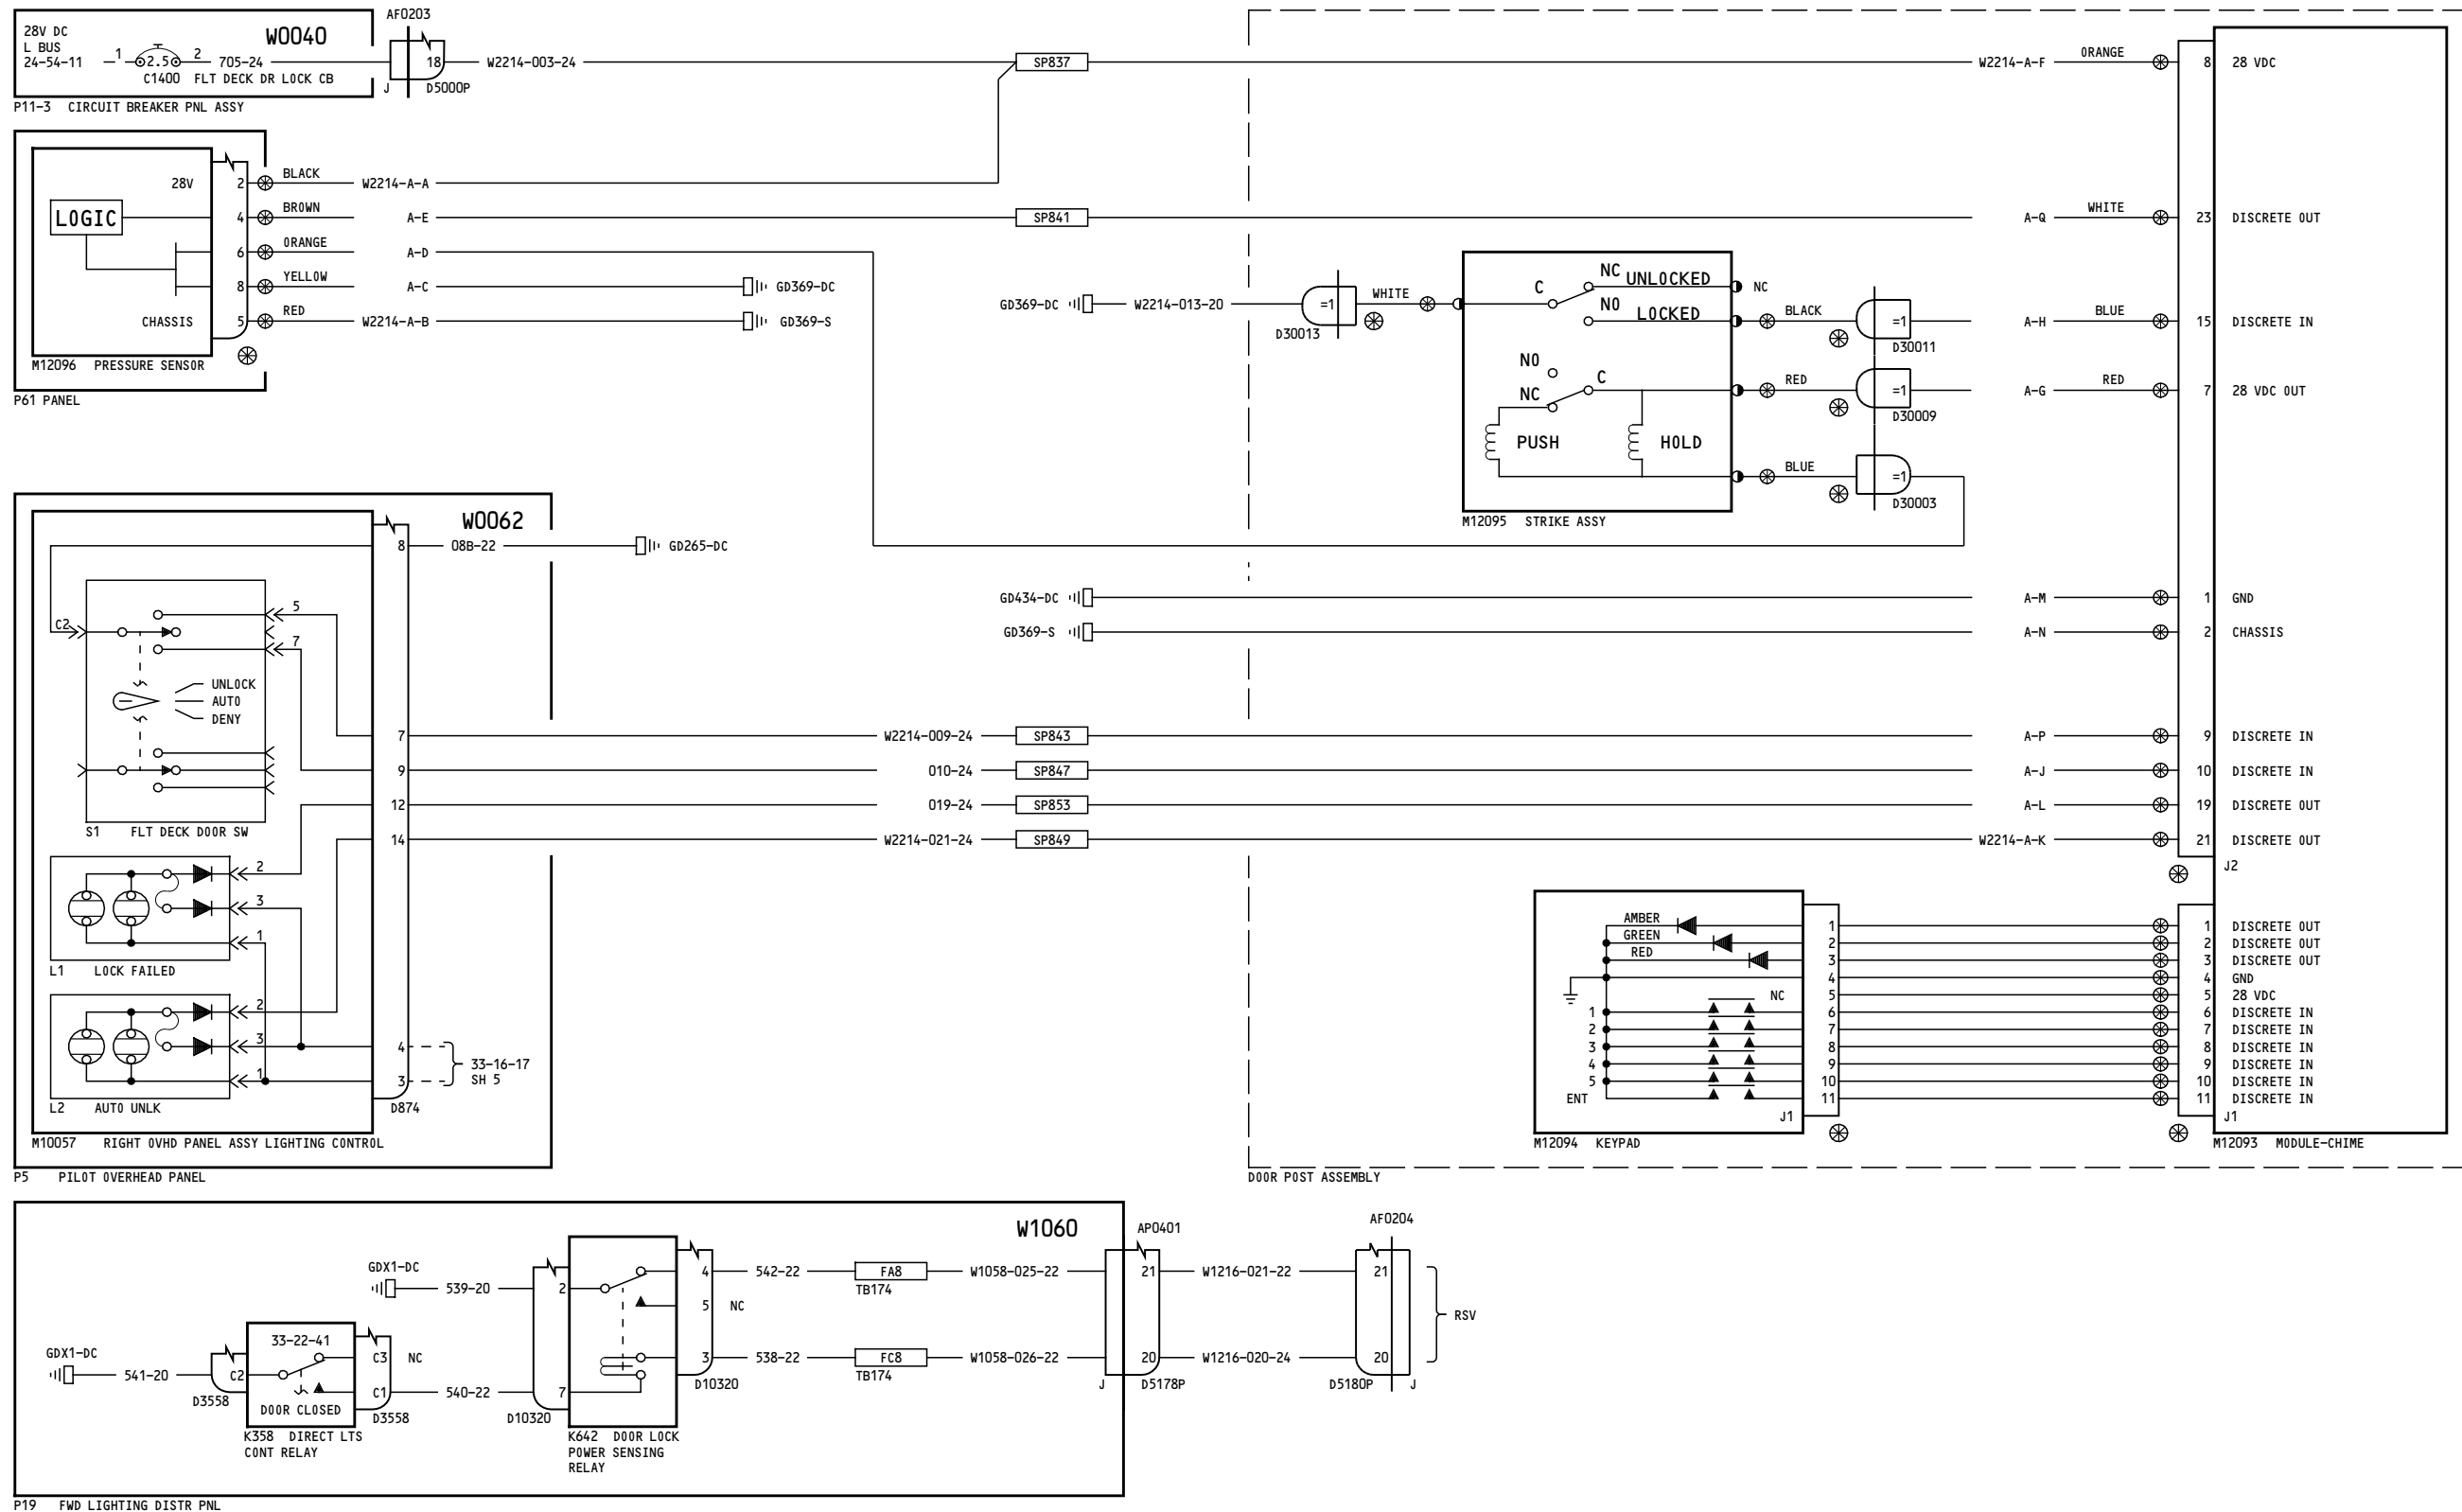 AF0203
28V DC
L BUS
24-54-11
W0040
1 2.5 2 705-24
C1400 FLT DECK DR LOCK CB
18 W2214-003-24 SP837 W2214-A-F ORANGE 8 28 VDC
J D5000P
P11-3 CIRCUIT BREAKER PNL ASSY
28V 2 BLACK W2214-A-A
LOGIC 4 BROWN A-E SP841 A-Q WHITE 23 DISCRETE OUT
6 ORANGE A-D
8 YELLOW A-C GD369-DC
CHASSIS 5 RED W2214-A-B GD369-S
M12096 PRESSURE SENSOR
P61 PANEL
GD369-DC W2214-013-20 =1 WHITE
D30013
C NC UNLOCKED NC
NO LOCKED BLACK =1 A-H BLUE 15 DISCRETE IN
D30011
NO
C
NC
RED =1 A-G RED 7 28 VDC OUT
D30009
PUSH HOLD
BLUE =1
D30003
M12095 STRIKE ASSY
W0062
8 08B-22 GD265-DC
GD434-DC A-M 1 GND
GD369-S A-N 2 CHASSIS
C2
5
7
UNLOCK
AUTO
DENY
7 W2214-009-24 SP843 A-P 9 DISCRETE IN
9 010-24 SP847 A-J 10 DISCRETE IN
12 019-24 SP853 A-L 19 DISCRETE OUT
14 W2214-021-24 SP849 W2214-A-K 21 DISCRETE OUT
J2
S1 FLT DECK DOOR SW
2
3
1
L1 LOCK FAILED
2
3
1
L2 AUTO UNLK
4
3
33-16-17
SH 5
D874
M10057 RIGHT OVHD PANEL ASSY LIGHTING CONTROL
P5 PILOT OVERHEAD PANEL
AMBER 1 1 DISCRETE OUT
GREEN 2 2 DISCRETE OUT
RED 3 3 DISCRETE OUT
4 4 GND
NC 5 5 28 VDC
1 6 6 DISCRETE IN
2 7 7 DISCRETE IN
3 8 8 DISCRETE IN
4 9 9 DISCRETE IN
5 10 10 DISCRETE IN
ENT 11 11 DISCRETE IN
J1 J1
M12094 KEYPAD
M12093 MODULE-CHIME
DOOR POST ASSEMBLY
W1060
AP0401
AF0204
GDX1-DC
539-20 2
4 542-22 FA8 W1058-025-22 21 W1216-021-22 21
TB174
5 NC
RSV
3 538-22 FC8 W1058-026-22 20 W1216-020-24 20
TB174
D10320
J D5178P
D5180P J
GDX1-DC
541-20 C2
D3558
33-22-41
C3 NC
C1 540-22 7
DOOR CLOSED
D3558
D10320
K358 DIRECT LTS
CONT RELAY
K642 DOOR LOCK
POWER SENSING
RELAY
P19 FWD LIGHTING DISTR PNL